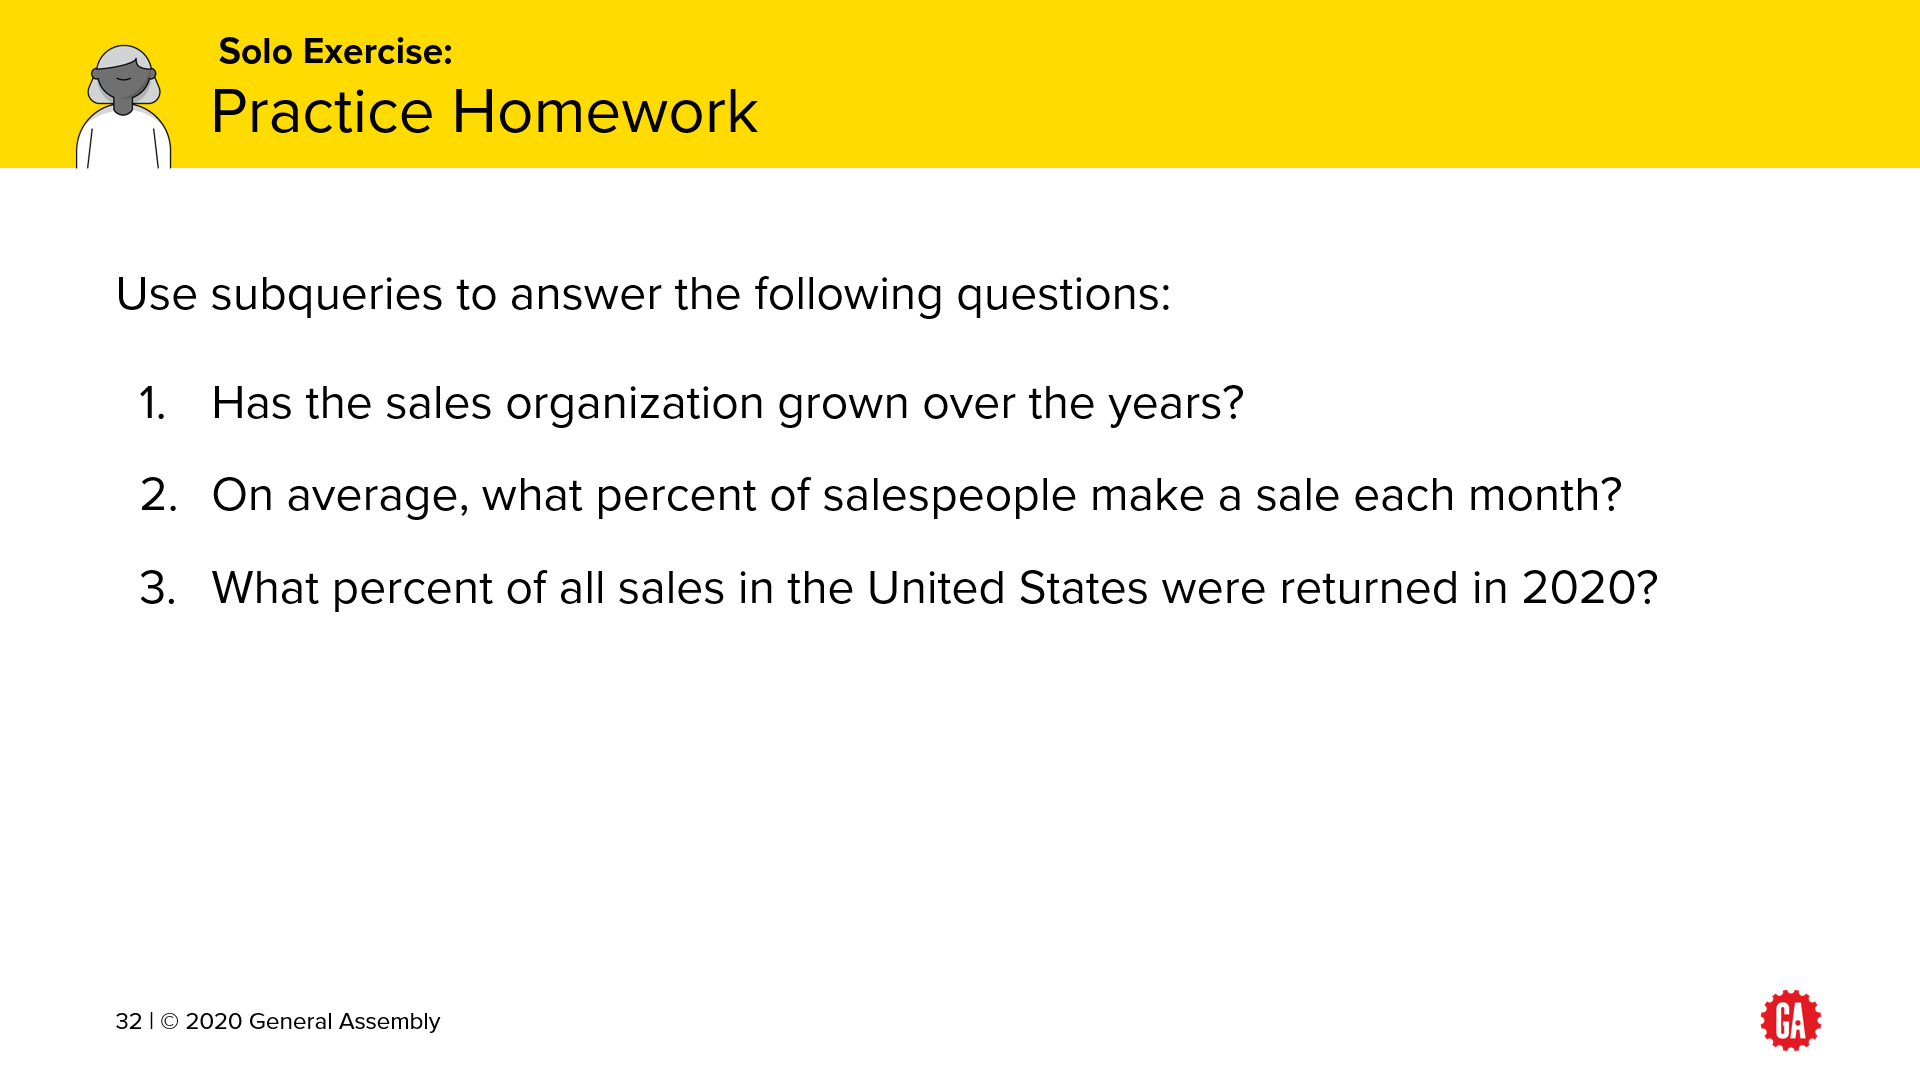 Solo Exercise:
Practice Homework
Use subqueries to answer the following questions:
1. Has the sales organization grown over the years?
2. On average, what percent of salespeople make a sale each month?
3. What percent of all sales in the United States were returned in 2020?
32 | © 2020 General Assembly
GA